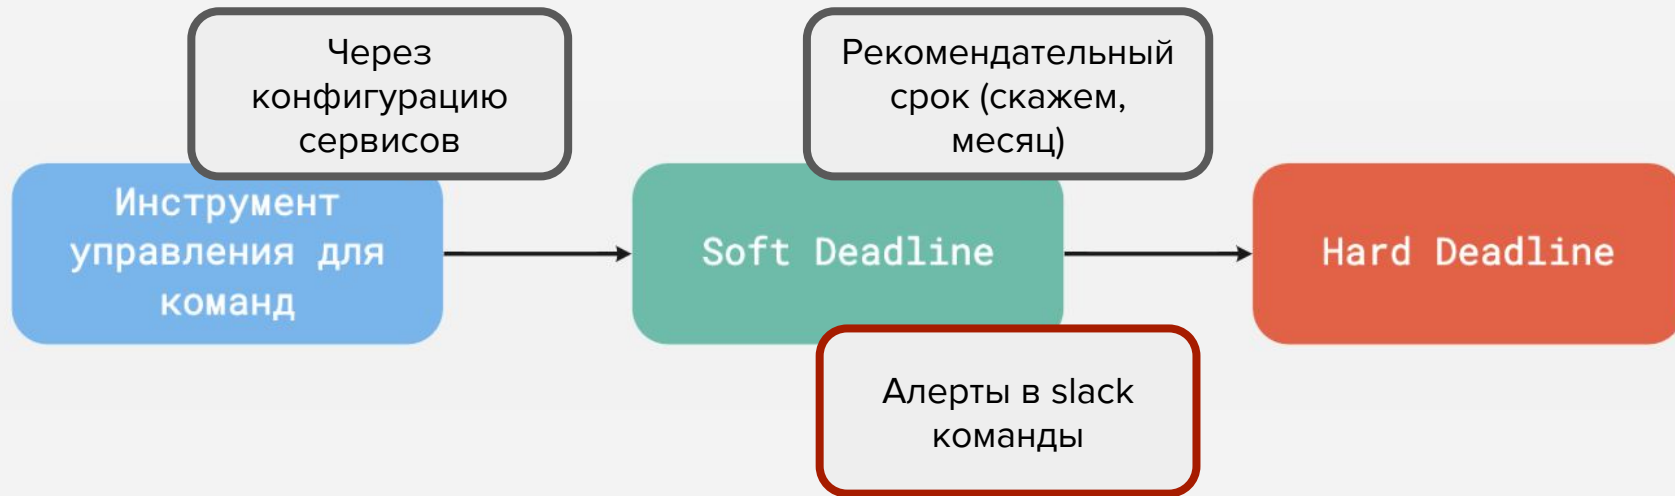 Через
конфигурацию
сервисов
Рекомендательный
срок (скажем,
месяц)
Инструмент
управления для
команд
Soft Deadline
Hard Deadline
Алерты в slack
команды